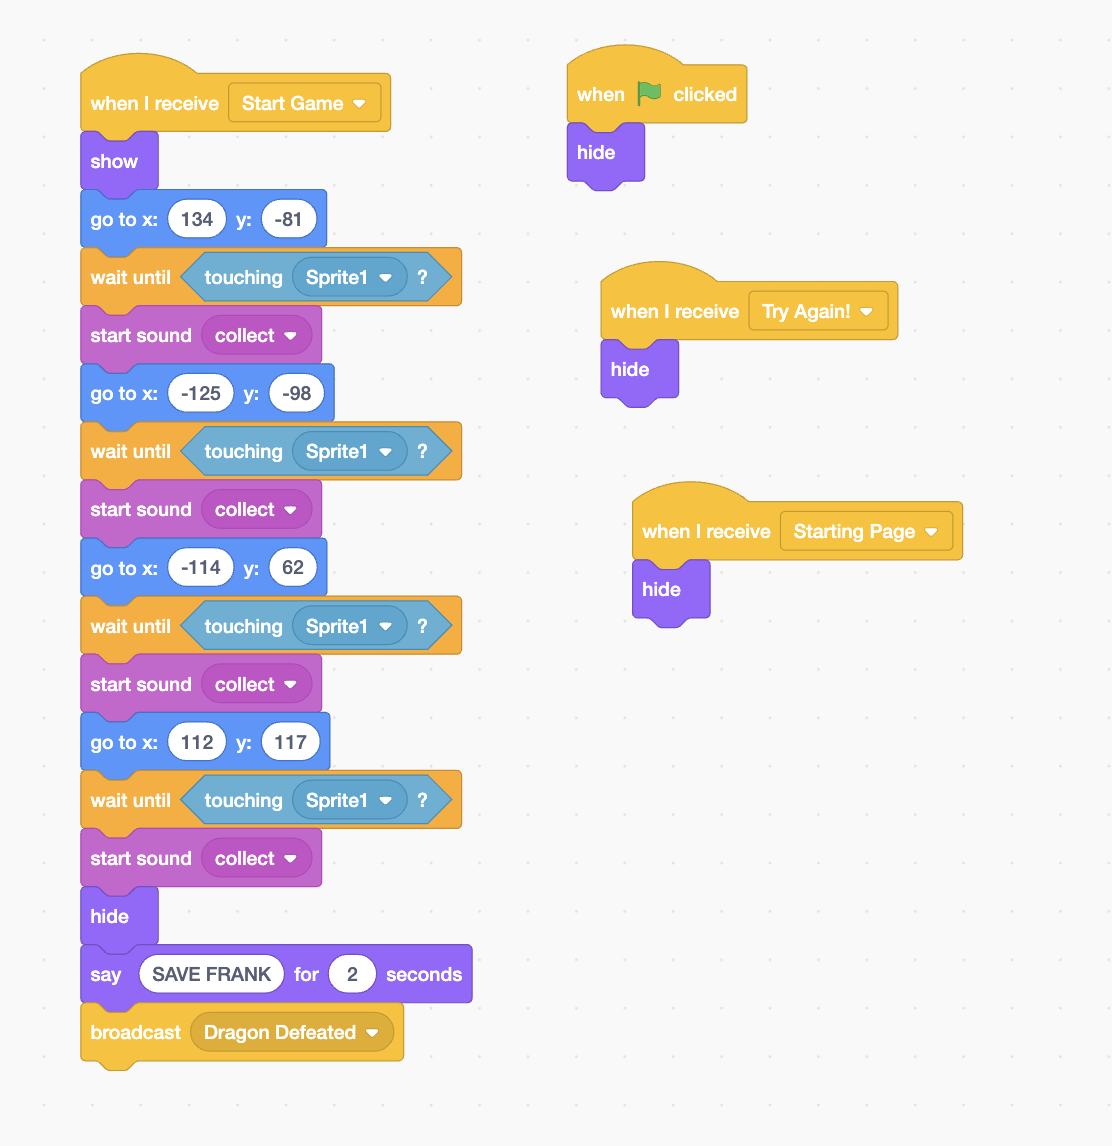 when I receive Start Game
show
go to x: 134 y: -81
wait until touching Sprite1 ?
start sound collect
go to x: -125 y: -98
wait until touching Sprite1 ?
start sound collect
go to x: -114 y: 62
wait until touching Sprite1 ?
start sound collect
go to x: 112 y: 117
wait until touching Sprite1 ?
start sound collect
hide
say SAVE FRANK for 2 seconds
broadcast Dragon Defeated
when clicked
hide
when I receive Try Again!
hide
when I receive Starting Page
hide